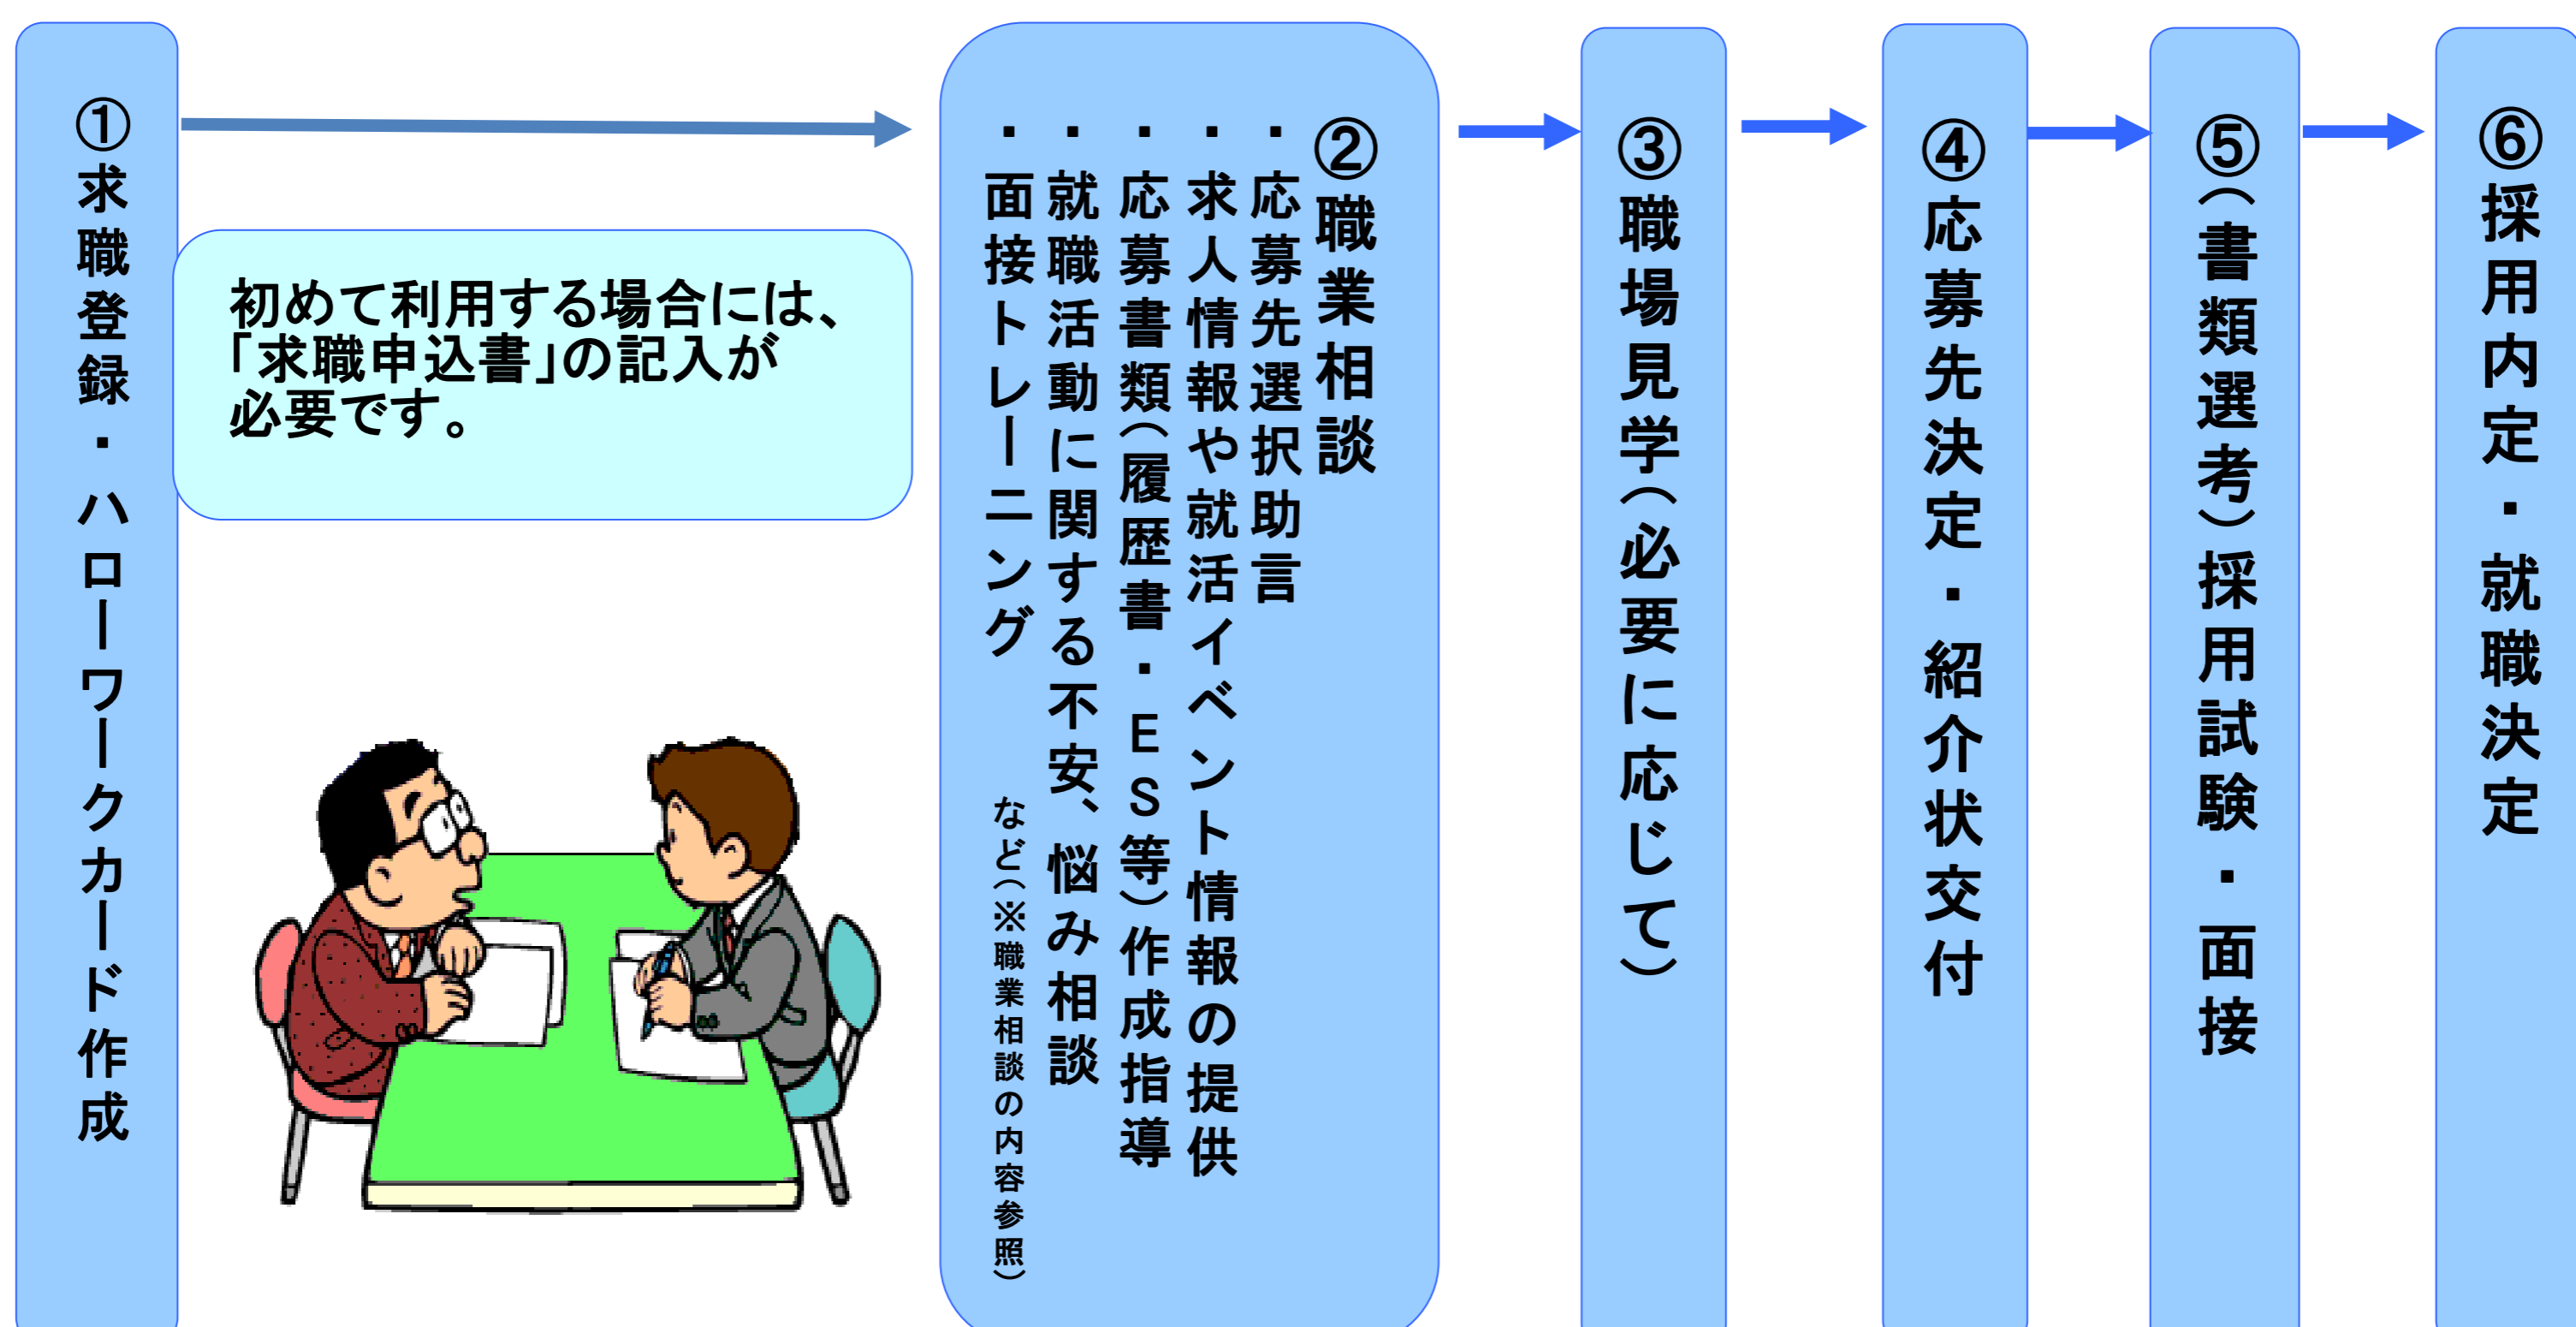 ①求職登録・ハローワークカード作成
初めて利用する場合には、
「求職申込書」の記入が
必要です。
②職業相談
・応募先選択助言
・求人情報や就活イベント情報の提供
・応募書類(履歴書・ES等)作成指導
・就職活動に関する不安、悩み相談
・面接トレーニング
など(※職業相談の内容参照)
③職場見学(必要に応じて)
④応募先決定・紹介状交付
⑤(書類選考)採用試験・面接
⑥採用内定・就職決定